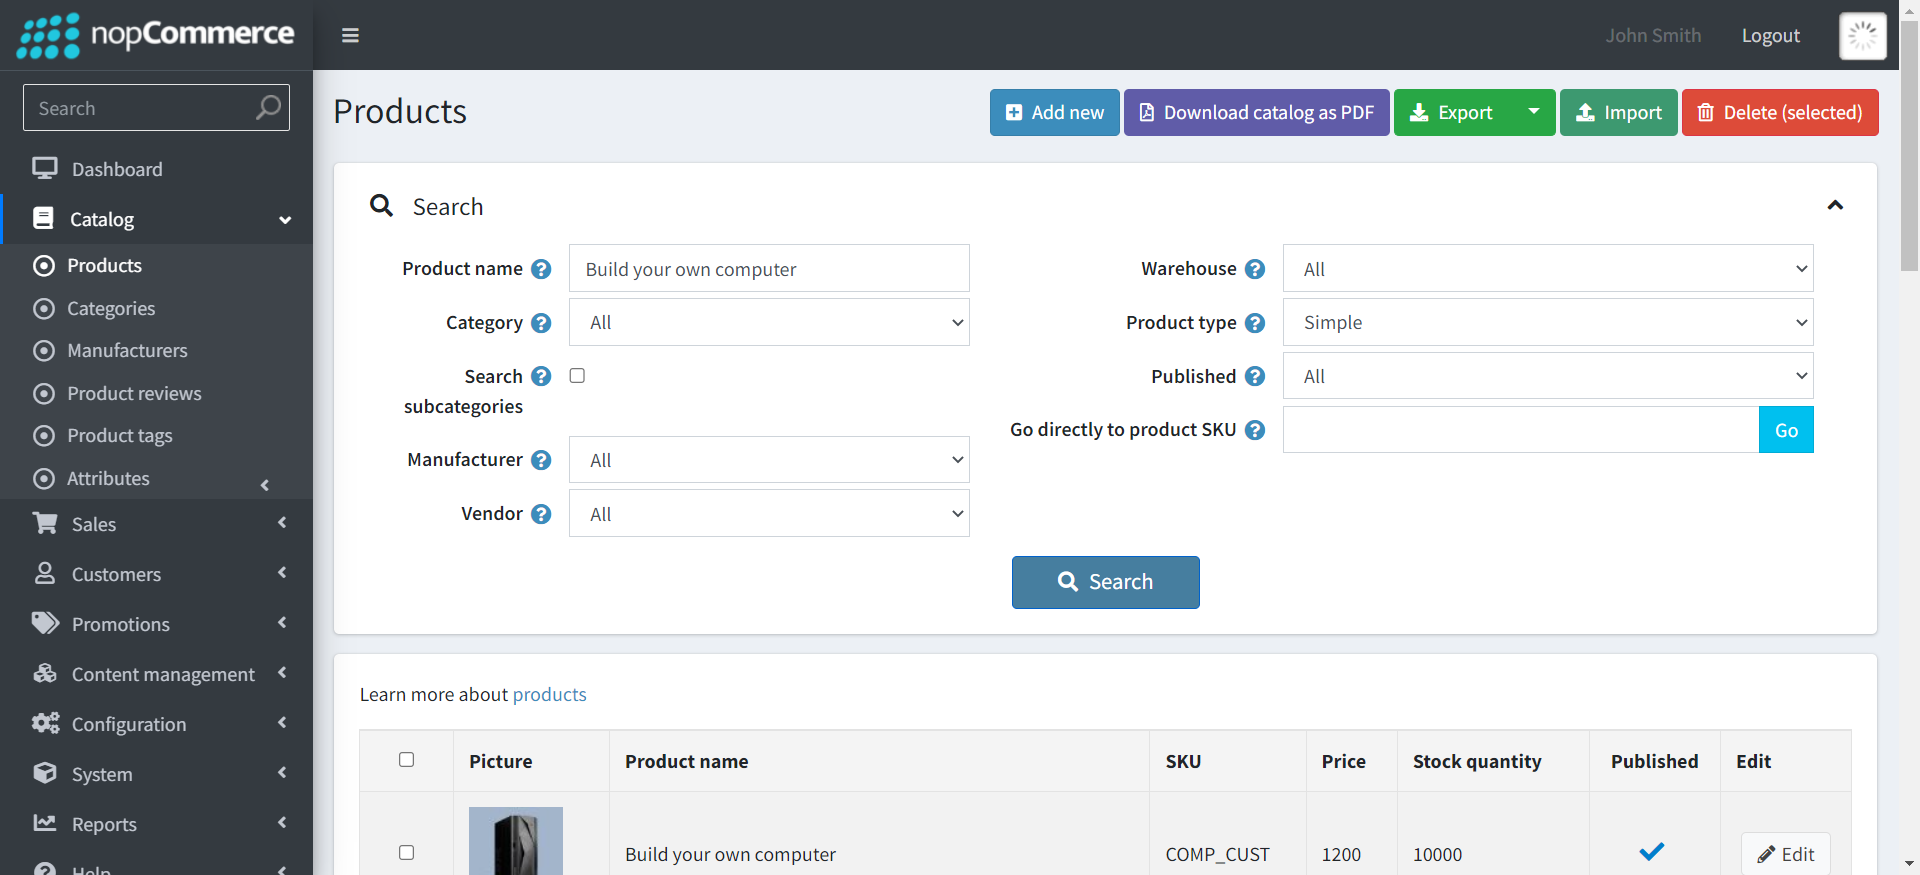 nopCommerce
John Smith
Logout
Search
Dashboard
Catalog
Products
Categories
Manufacturers
Product reviews
Product tags
Attributes
Sales
Customers
Promotions
Content management
Configuration
System
Reports
Help
Products
Add new
Download catalog as PDF
Export
Import
Delete (selected)
Search
Product name ? Build your own computer
Category ? All
Search ?
subcategories
Manufacturer ? All
Vendor ? All
Warehouse ? All
Product type ? Simple
Published ? All
Go directly to product SKU ? Go
Search
Learn more about products
Picture Product name SKU Price Stock quantity Published Edit
Build your own computer COMP_CUST 1200 10000 Edit